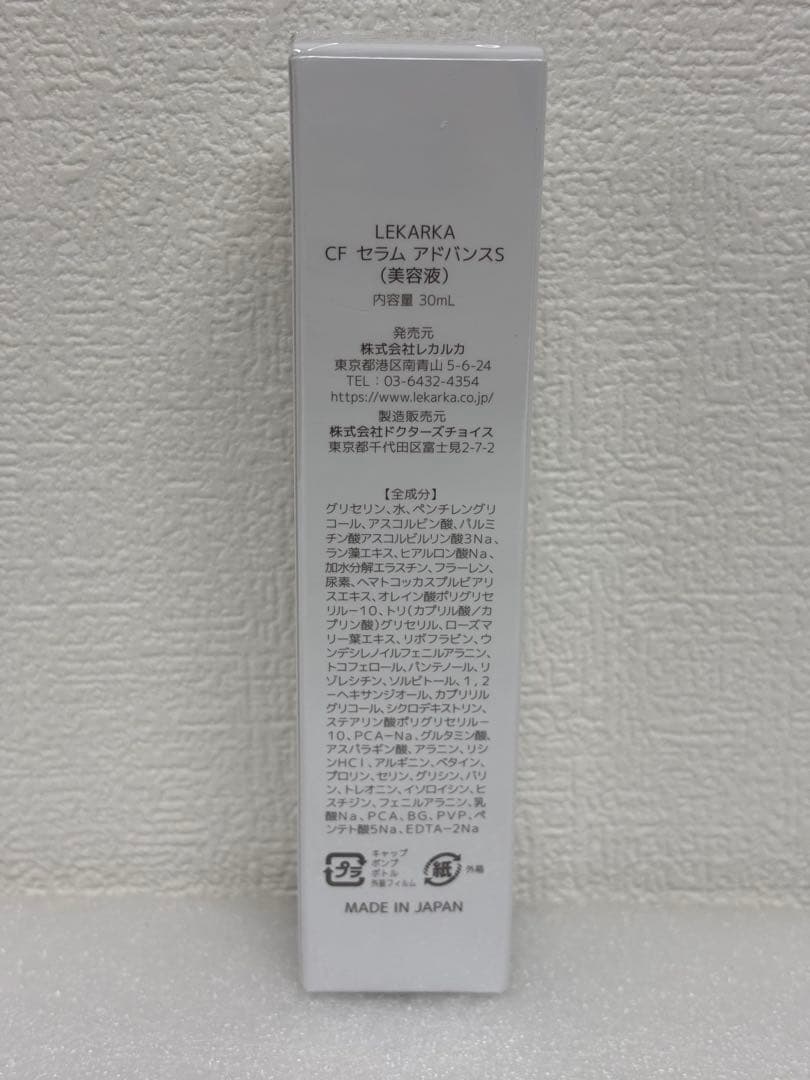 LEKARKA
CF セラム アドバンスS
（美容液）
内容量 30mL
発売元
株式会社レカルカ
東京都港区南青山 5-6-24
TEL：03-6432-4354
https://www.lekarka.co.jp/
製造販売元
株式会社ドクターズチョイス
東京都千代田区富士見2-7-2
【全成分】
グリセリン、水、ペンチレングリ
コール、アスコルビン酸、パルミ
チン酸アスコルビルリン酸3Na、
ラン藻エキス、ヒアルロン酸Na、
加水分解エラスチン、フラーレン、
尿素、ヘマトコッカスプルビアリ
スエキス、オレイン酸ポリグリセ
リル－10、トリ（カプリル酸／カ
プリン酸）グリセリル、ローズマ
リー葉エキス、リボフラビン、ウ
ンデシレノイルフェニルアラニン、
トコフェロール、パンテノール、リ
ゾレシチン、ソルビトール、1，2
－ヘキサンジオール、カプリリル
グリコール、シクロデキストリン、
ステアリン酸ポリグリセリル－
10、PCA－Na、グルタミン酸、
アスパラギン酸、アラニン、リシ
ンHCl、アルギニン、ベタイン、
プロリン、セリン、グリシン、バリ
ン、トレオニン、イソロイシン、ヒ
スチジン、フェニルアラニン、乳
酸Na、PCA、BG、PVP、ペ
ンテト酸5Na、EDTA－2Na
プラ
キャップ
ポンプ
ボトル
外装フィルム
紙
外箱
MADE IN JAPAN